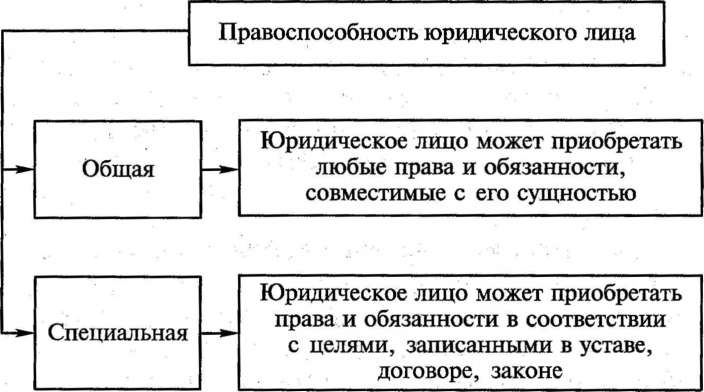 Правоспособность юридического лица
Общая
Юридическое лицо может приобретать
любые права и обязанности,
совместимые с его сущностью
Специальная
Юридическое лицо может приобретать
права и обязанности в соответствии
с целями, записанными в уставе,
договоре, законе